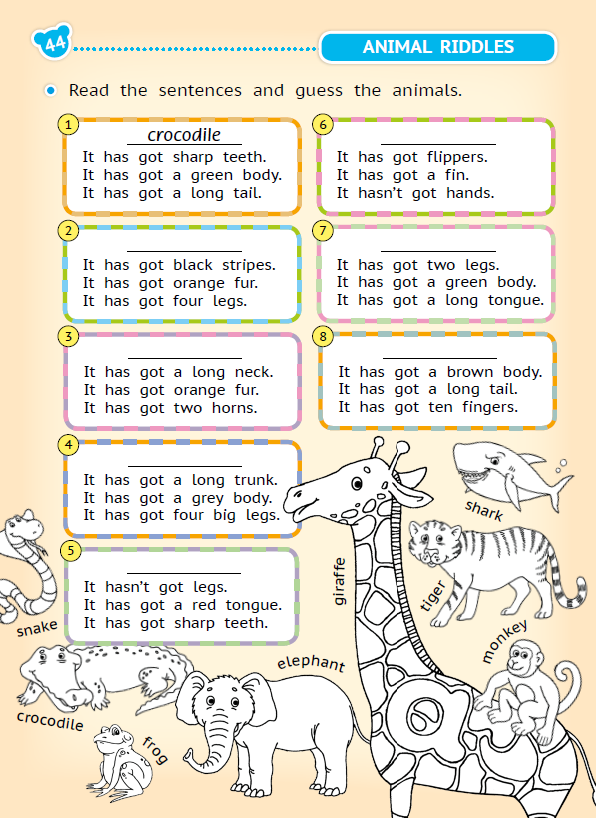 44
ANIMAL RIDDLES
Read the sentences and guess the animals.
1
crocodile
It has got sharp teeth.
It has got a green body.
It has got a long tail.
2
It has got black stripes.
It has got orange fur.
It has got four legs.
3
It has got a long neck.
It has got orange fur.
It has got two horns.
4
It has got a long trunk.
It has got a grey body.
It has got four big legs.
5
It hasn't got legs.
It has got a red tongue.
It has got sharp teeth.
6
It has got flippers.
It has got a fin.
It hasn't got hands.
7
It has got two legs.
It has got a green body.
It has got a long tongue.
8
It has got a brown body.
It has got a long tail.
It has got ten fingers.
shark
giraffe
tiger
snake
monkey
elephant
crocodile
frog